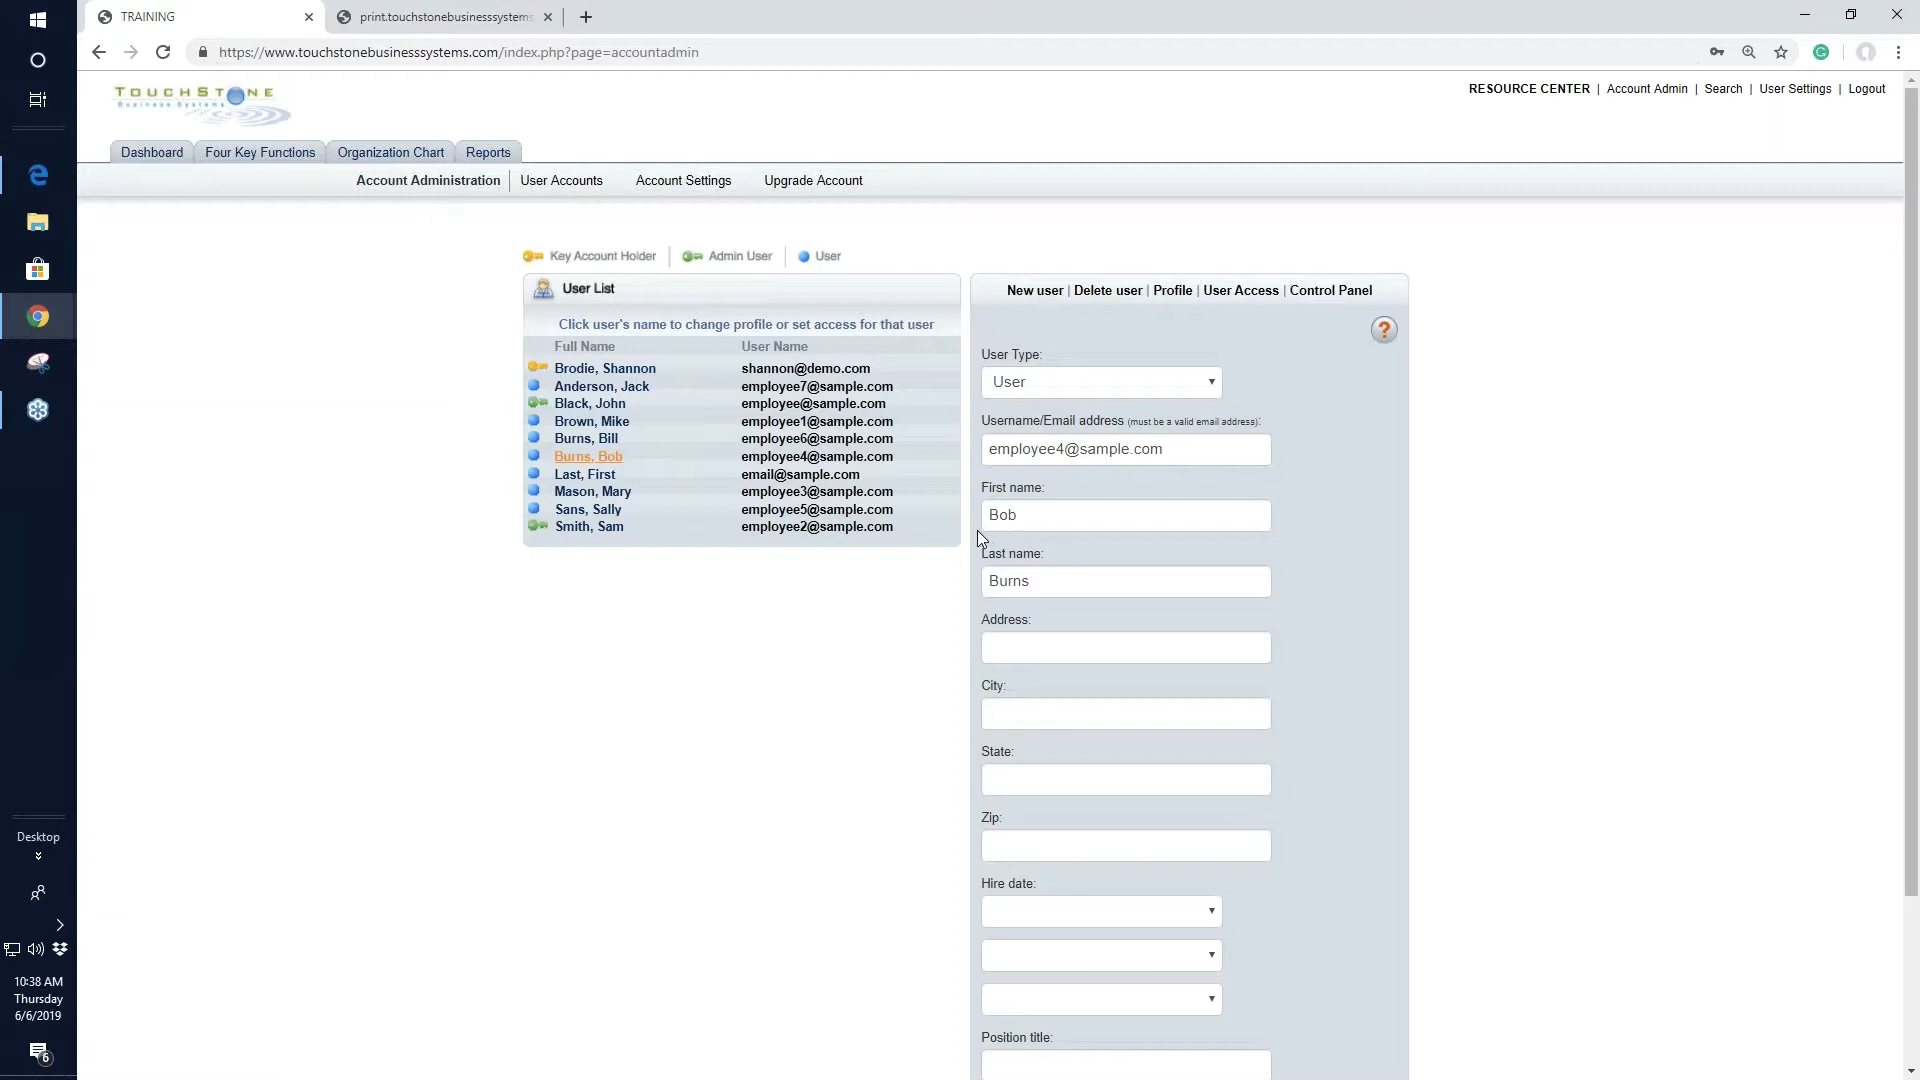 TRAINING
print.touchstonebusinesssystems
https://www.touchstonebusinesssystems.com/index.php?page=accountadmin
TOUCHSTONE
Business Systems
RESOURCE CENTER | Account Admin | Search | User Settings | Logout
Dashboard Four Key Functions Organization Chart Reports
Account Administration User Accounts Account Settings Upgrade Account
Key Account Holder Admin User User
User List
Click user's name to change profile or set access for that user
Full Name User Name
Brodie, Shannon shannon@demo.com
Anderson, Jack employee7@sample.com
Black, John employee@sample.com
Brown, Mike employee1@sample.com
Burns, Bill employee6@sample.com
Burns, Bob employee4@sample.com
Last, First email@sample.com
Mason, Mary employee3@sample.com
Sans, Sally employee5@sample.com
Smith, Sam employee2@sample.com
New user | Delete user | Profile | User Access | Control Panel
?
User Type:
User
Username/Email address (must be a valid email address):
employee4@sample.com
First name:
Bob
Last name:
Burns
Address:
City:
State:
Zip:
Hire date:
Position title:
Desktop
10:38 AM
Thursday
6/6/2019
6